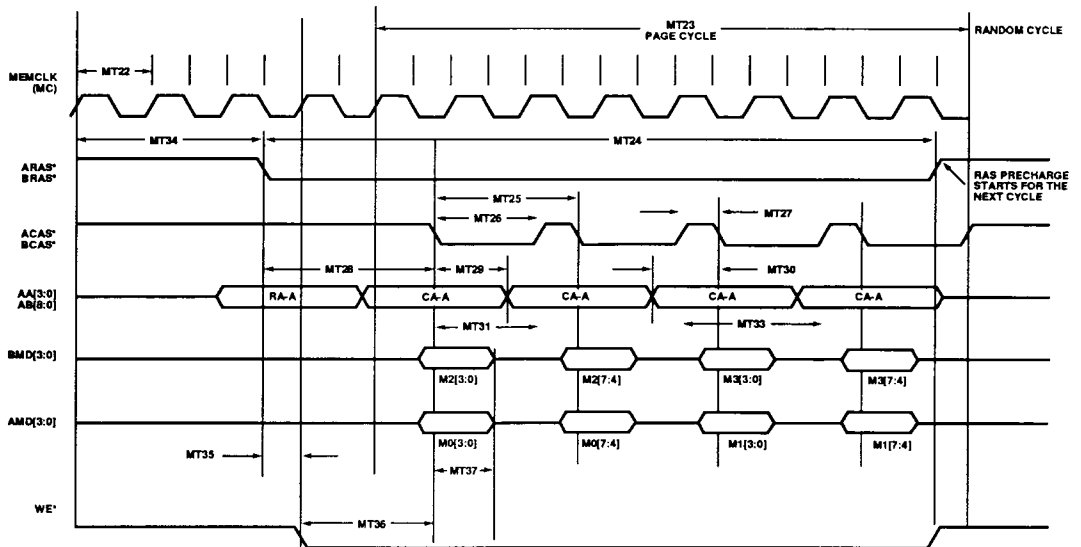 MT23
PAGE CYCLE
RANDOM CYCLE
MT22
MEMCLK
(MC)
MT34
MT24
ARAS*
BRAS*
RAS PRECHARGE
STARTS FOR THE
NEXT CYCLE
MT25
MT26
MT27
ACAS*
BCAS*
MT28
MT29
MT30
AA[3:0]
AB[8:0]
RA-A
CA-A
CA-A
CA-A
CA-A
MT31
MT33
BMD[3:0]
M2[3:0]
M2[7:4]
M3[3:0]
M3[7:4]
AMD[3:0]
M0[3:0]
M0[7:4]
M1[3:0]
M1[7:4]
MT35
MT37
WE*
MT36